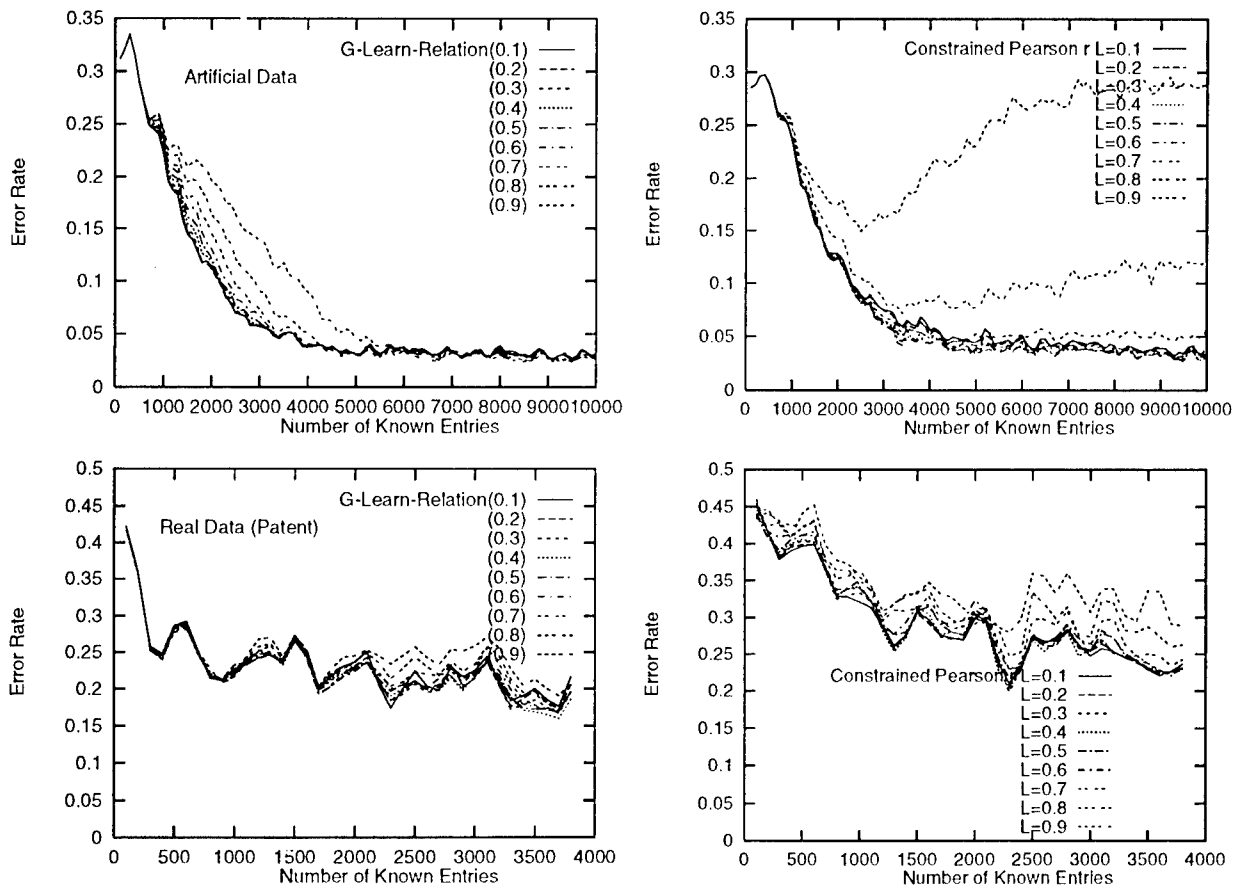 0.35
0.3
0.25
0.2
0.15
0.1
0.05
0
Error Rate
Artificial Data
G-Learn-Relation(0.1)
(0.2)
(0.3)
(0.4)
(0.5)
(0.6)
(0.7)
(0.8)
(0.9)
0 1000 2000 3000 4000 5000 6000 7000 8000 9000 10000
Number of Known Entries
0.35
0.3
0.25
0.2
0.15
0.1
0.05
0
Error Rate
Constrained Pearson r L=0.1
L=0.2
L=0.3
L=0.4
L=0.5
L=0.6
L=0.7
L=0.8
L=0.9
0 1000 2000 3000 4000 5000 6000 7000 8000 9000 10000
Number of Known Entries
0.5
0.45
0.4
0.35
0.3
0.25
0.2
0.15
0.1
0.05
0
Error Rate
Real Data (Patent)
G-Learn-Relation(0.1)
(0.2)
(0.3)
(0.4)
(0.5)
(0.6)
(0.7)
(0.8)
(0.9)
0 500 1000 1500 2000 2500 3000 3500 4000
Number of Known Entries
0.5
0.45
0.4
0.35
0.3
0.25
0.2
0.15
0.1
0.05
0
Error Rate
Constrained Pearson r L=0.1
L=0.2
L=0.3
L=0.4
L=0.5
L=0.6
L=0.7
L=0.8
L=0.9
0 500 1000 1500 2000 2500 3000 3500 4000
Number of Known Entries